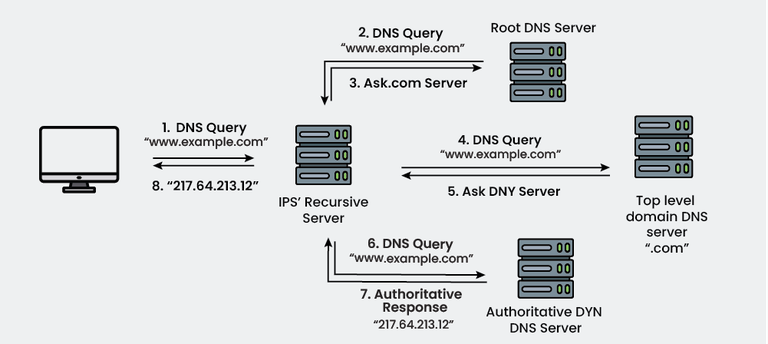 2. DNS Query
“www.example.com”
Root DNS Server
3. Ask.com Server
1. DNS Query
“www.example.com”
8. “217.64.213.12”
IPS’ Recursive
Server
4. DNS Query
“www.example.com”
5. Ask DNY Server
Top level
domain DNS
server
“.com”
6. DNS Query
“www.example.com”
7. Authoritative
Response
“217.64.213.12”
Authoritative DYN
DNS Server